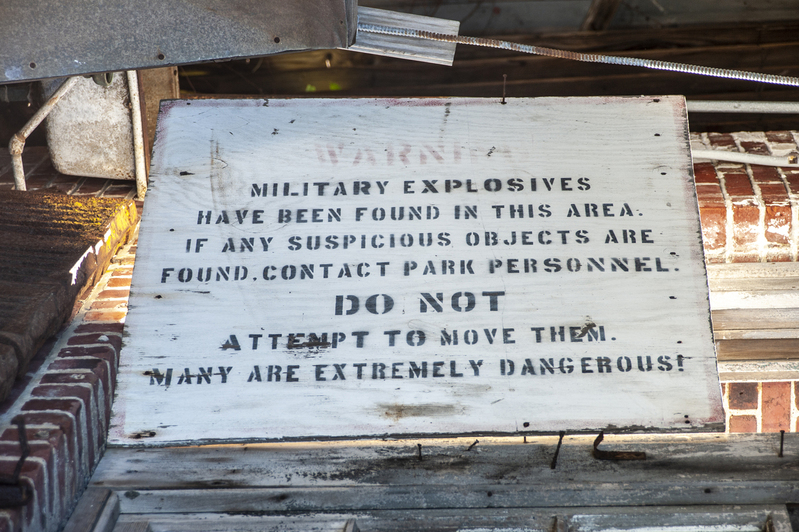 WARNING
MILITARY EXPLOSIVES
HAVE BEEN FOUND IN THIS AREA.
IF ANY SUSPICIOUS OBJECTS ARE
FOUND.CONTACT PARK PERSONNEL.
DO NOT
ATTEMPT TO MOVE THEM.
MANY ARE EXTREMELY DANGEROUS!